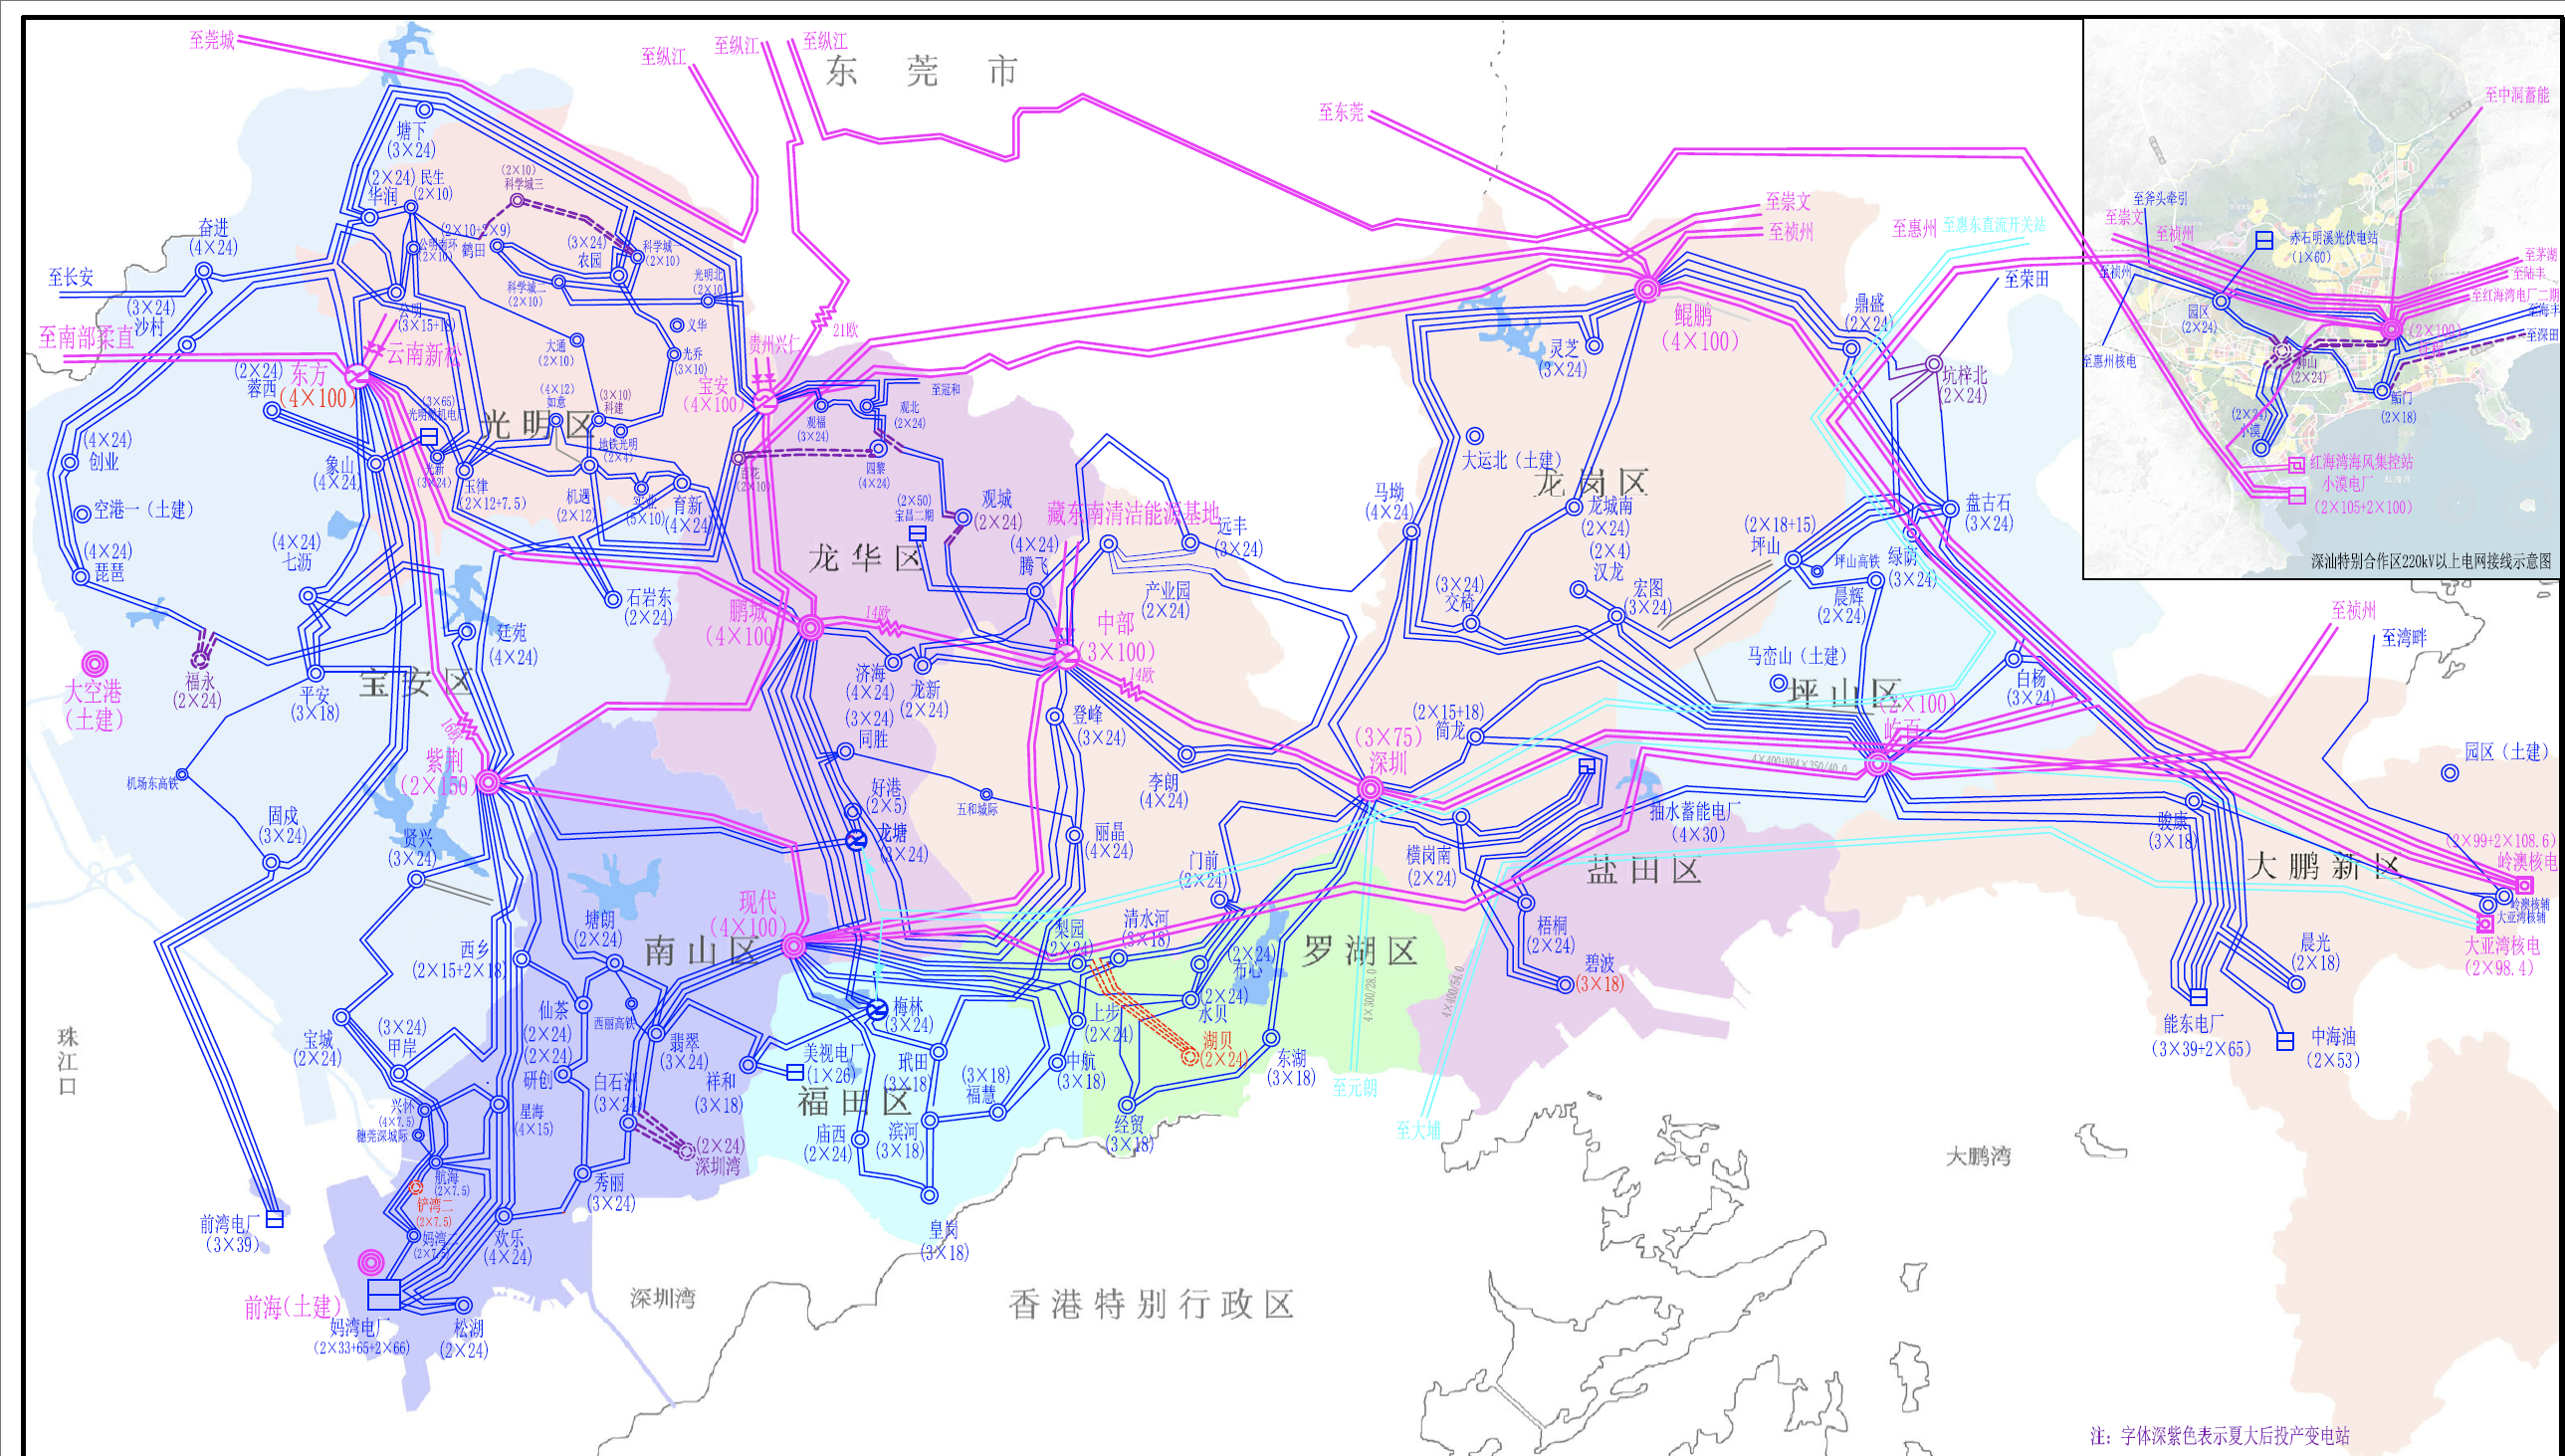 至莞城
至纵江
至纵江
至纵江
东 莞 市
至东莞
至中洞蓄能
塘下
(3×24)
(2×24)
华润
民生
(2×10)
(2×10)
科学城三
奋进
(4×24)
至长安
(3×24)
沙村
至南部柔直
云南新松
东方
(4×100)
(2×24)
蓉西
公明
公明南环
(2×10)
鹤田
(3×24)
农园
(2×10)
科学城二
(2×10)
光明北
义华
光乔
(3×10)
大通
(2×10)
(4×12)
如意
(3×10)
科建
地铁光明
(2×4)
光明区
(3×65)
光新
(3×24)
玉律
(2×12+7.5)
机遇
(2×12)
实业
(5×10)
育新
(4×24)
象山
(4×24)
(4×24)
创业
空港一（土建）
(4×24)
琵琶
(4×24)
七沥
石岩东
(2×24)
廷苑
(4×24)
宝安区
福永
(2×24)
大空港
（土建）
平安
(3×18)
机场东高铁
固戍
(3×24)
贤兴
(3×24)
紫荆
(2×150)
贵州兴仁
21欧
宝安
(4×100)
观福
(3×24)
观北
(2×24)
至冠和
四黎
(4×24)
观城
(2×24)
(2×50)
宝昌二期
龙华区
藏东南清洁能源基地
(4×24)
腾飞
远丰
(3×24)
产业园
(2×24)
鹏城
(4×100)
14欧
中部
(3×100)
14欧
济海
(4×24)
龙新
(2×24)
(3×24)
同胜
登峰
(3×24)
李朗
(4×24)
好港
(2×5)
龙塘
(3×24)
五和城际
丽晶
(4×24)
门前
(2×24)
现代
(4×100)
南山区
塘朗
(2×24)
西乡
(2×15+2×18)
仙茶
(2×24)
(2×24)
研创
西丽高铁
翡翠
(3×24)
祥和
(3×18)
美视电厂
(1×26)
白石洲
(3×24)
(2×24)
深圳湾
秀丽
(3×24)
欢乐
(4×24)
宝城
(2×24)
(3×24)
甲岸
兴怀
(4×7.5)
穗莞深城际
星海
(4×15)
航海
(2×7.5)
铲湾二
(2×7.5)
妈湾二
(2×7.5)
前湾电厂
(3×39)
前海(土建)
妈湾电厂
(2×33+65+2×66)
松湖
(2×24)
珠江口
深圳湾
香港特别行政区
大鹏湾
福田区
梅林
(3×24)
玳田
(3×18)
(3×18)
福慧
滨河
(3×18)
庙西
(2×24)
皇岗
(3×18)
中航
(3×18)
上步
(2×24)
梨园
(2×24)
清水河
(3×18)
(2×24)
布心
(2×24)
水贝
湖贝
(2×24)
东湖
(3×18)
经贸
(3×18)
罗湖区
4×300/28.0
4×400/54.0
至元朗
至大埔
至崇文
至祯州
至惠州
至惠东直流开关站
至荣田
鲲鹏
(4×100)
灵芝
(3×24)
鼎盛
(2×24)
坑梓北
(2×24)
大运北（土建）
龙岗区
马坳
(4×24)
龙城南
(2×24)
(2×4)
汉龙
(3×24)
交椅
宏图
(3×24)
(2×18+15)
坪山
坪山高铁
晨辉
(2×24)
绿荫
(3×24)
盘古石
(3×24)
马峦山（土建）
坪山区
白杨
(3×24)
(2×100)
(3×75)
深圳
(2×15+18)
简龙
抽水蓄能电厂
(4×30)
横岗南
(2×24)
盐田区
梧桐
(2×24)
碧波
(3×18)
骏康
(3×18)
大鹏新区
至祯州
至湾畔
园区（土建）
(2×99+2×108.6)
岭澳核电
岭澳核辅
大亚湾核辅
大亚湾核电
(2×98.4)
晨光
(2×18)
能东电厂
(3×39+2×65)
中海油
(2×53)
至斧头牵引
至崇文
至祯州
至祯州
至惠州核电
赤石明溪光伏电站
(1×60)
园区
(2×24)
(2×24)
(2×24)
小漠
鲘门
(2×18)
至茅湖
至陆丰
至红海湾电厂二期
至海丰
至深田
红海湾海风集控站
小漠电厂
(2×105+2×100)
深汕特别合作区220kV以上电网接线示意图
注：字体深紫色表示夏大后投产变电站